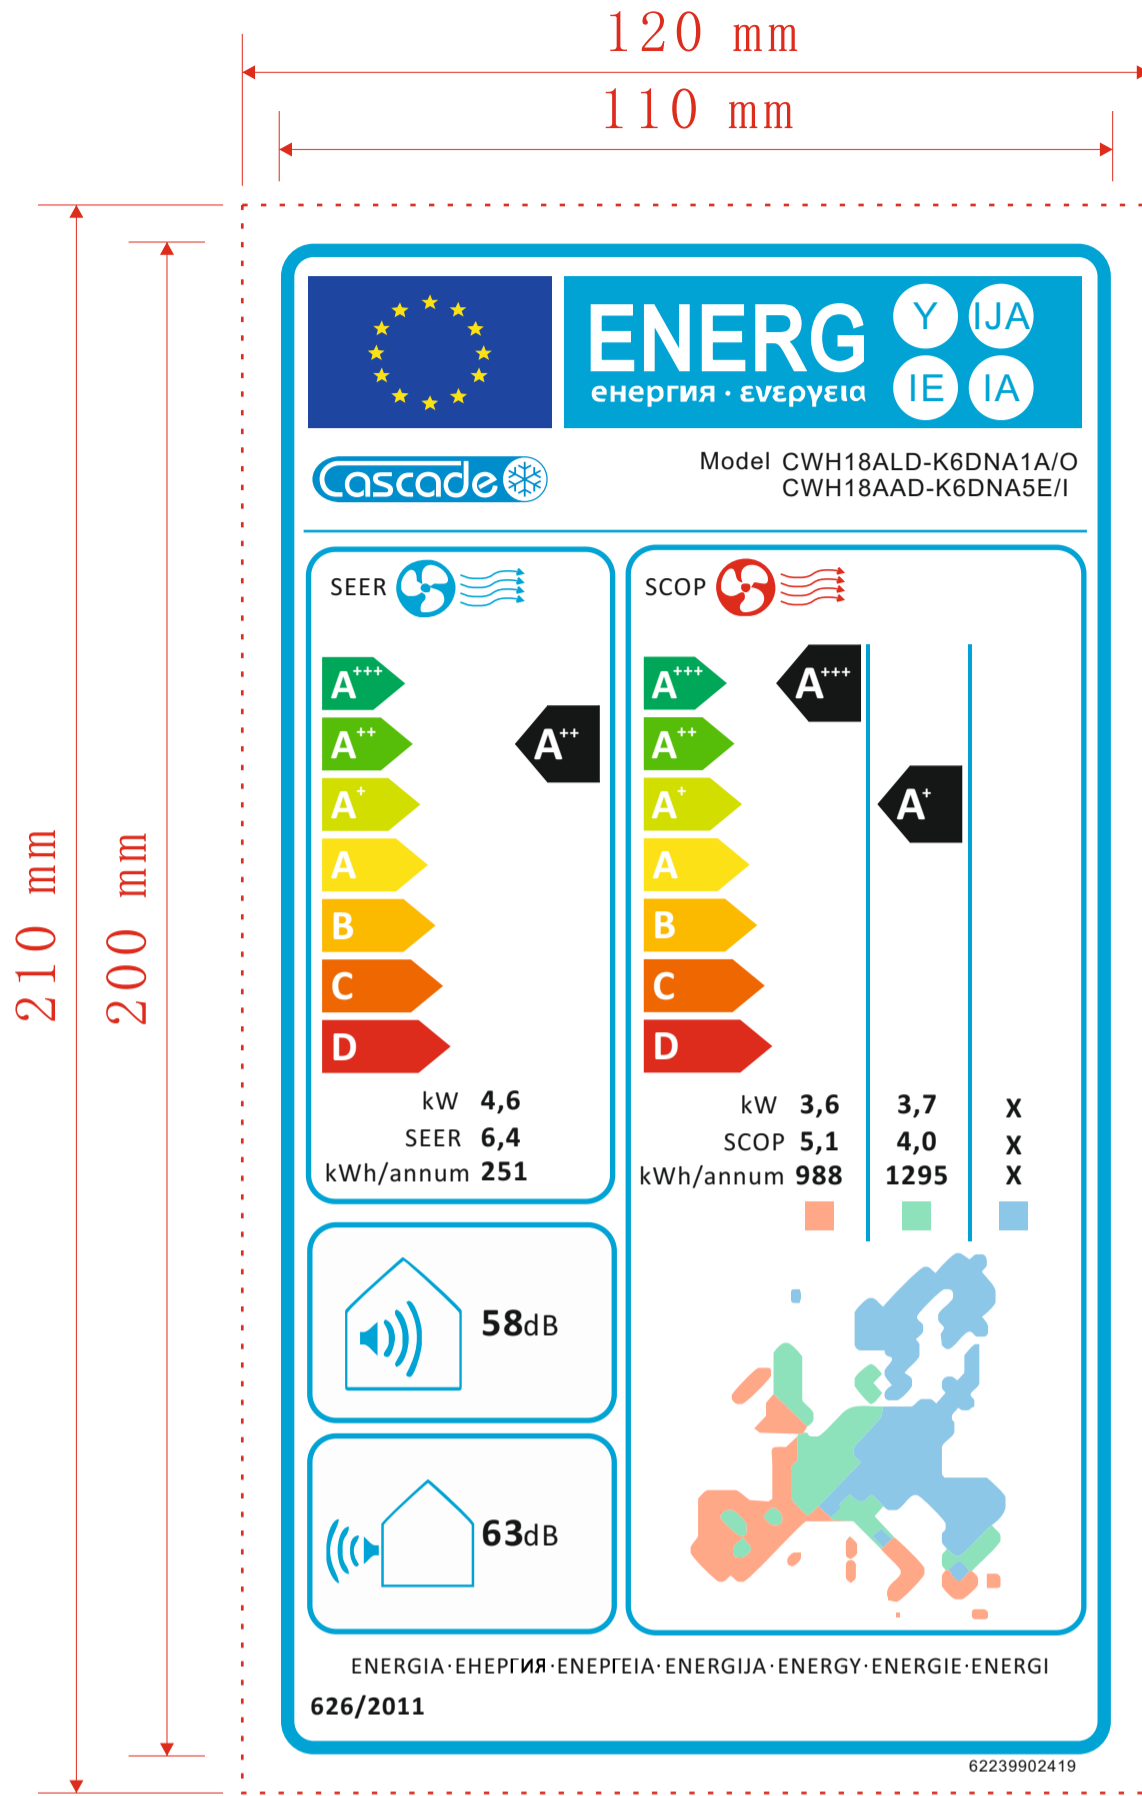 120 mm
110 mm
210 mm
200 mm
ENERG
енергия · ενεργεια
Y IJA
IE IA
Cascade
Model CWH18ALD-K6DNA1A/O
CWH18AAD-K6DNA5E/I
SEER
A+++
A++
A+
A
B
C
D
A++
kW 4,6
SEER 6,4
kWh/annum 251
SCOP
A+++
A++
A+
A
B
C
D
A+++
A+
kW 3,6 3,7 X
SCOP 5,1 4,0 X
kWh/annum 988 1295 X
58dB
63dB
ENERGIA·ЕНЕРГИЯ·ΕΝΕΡΓΕΙΑ·ENERGIJA·ENERGY·ENERGIE·ENERGI
626/2011
62239902419